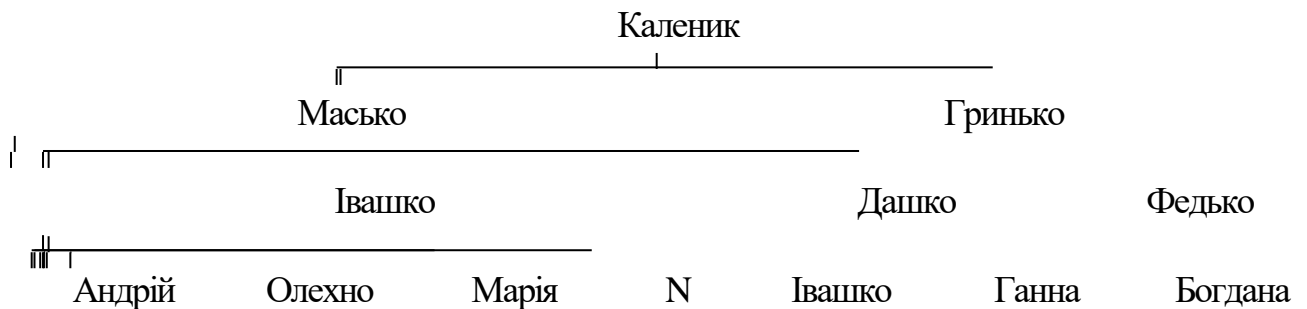 Каленик
Масько Гринько
Івашко Дашко Федько
Андрій Олехно Марія N Івашко Ганна Богдана